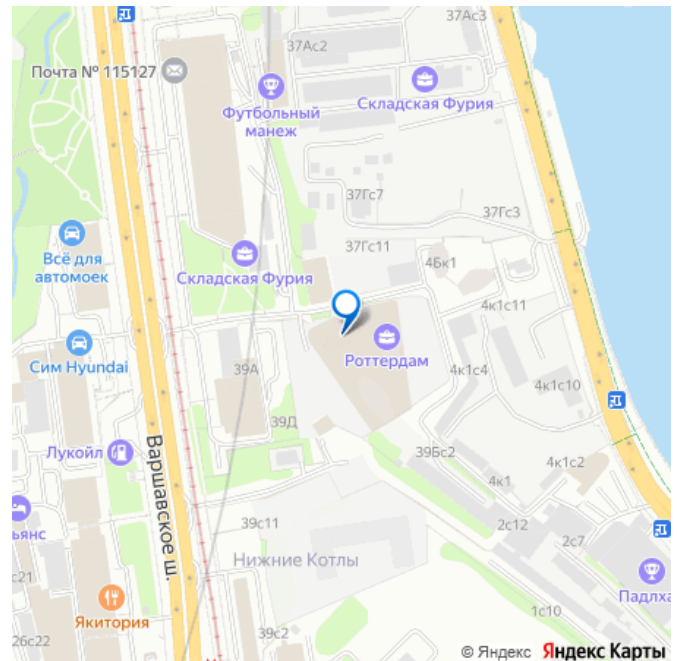 37Ас3
37Ас2
Почта № 115127
Складская Фурия
Футбольный
манеж
37Гс7
37Гс3
37Гс11
4Бк1
Всё для
автомоек
Складская Фурия
4к1с11
Роттердам
Сим Hyundai
39А
4к1с4
4к1с10
39Д
Варшавское ш.
Лукойл
39Бс2
4к1с2
4к1
ьянс
39с11
2с12
2с7
Нижние Котлы
с21
Якитория
Падлха
1с10
26с22
39с2
© Яндекс Яндекс Карты